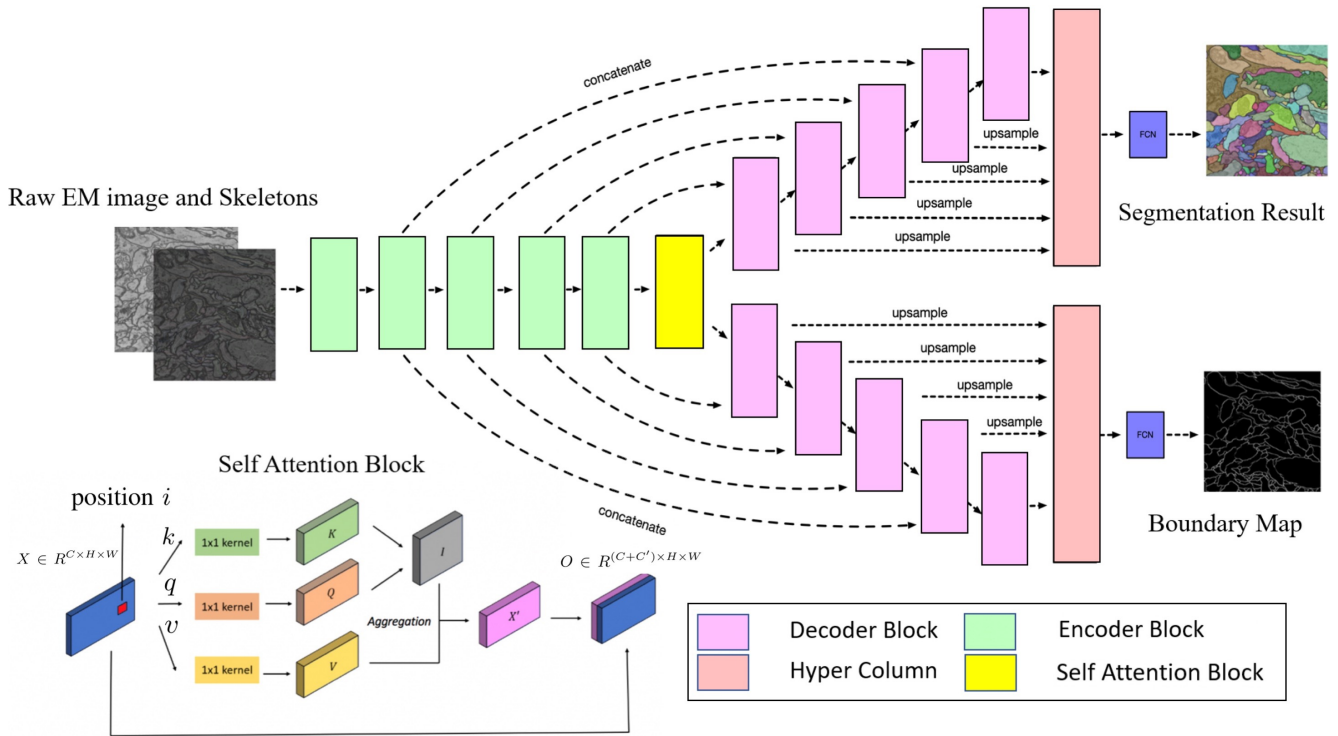 concatenate
upsample
upsample
upsample
upsample
FCN
Raw EM image and Skeletons
Segmentation Result
upsample
upsample
upsample
upsample
FCN
concatenate
Boundary Map
Self Attention Block
position i
X ∈ R^{C×H×W}
k
q
v
1x1 kernel
1x1 kernel
1x1 kernel
K
Q
V
I
Aggregation
X'
O ∈ R^{(C+C')×H×W}
Decoder Block
Encoder Block
Hyper Column
Self Attention Block